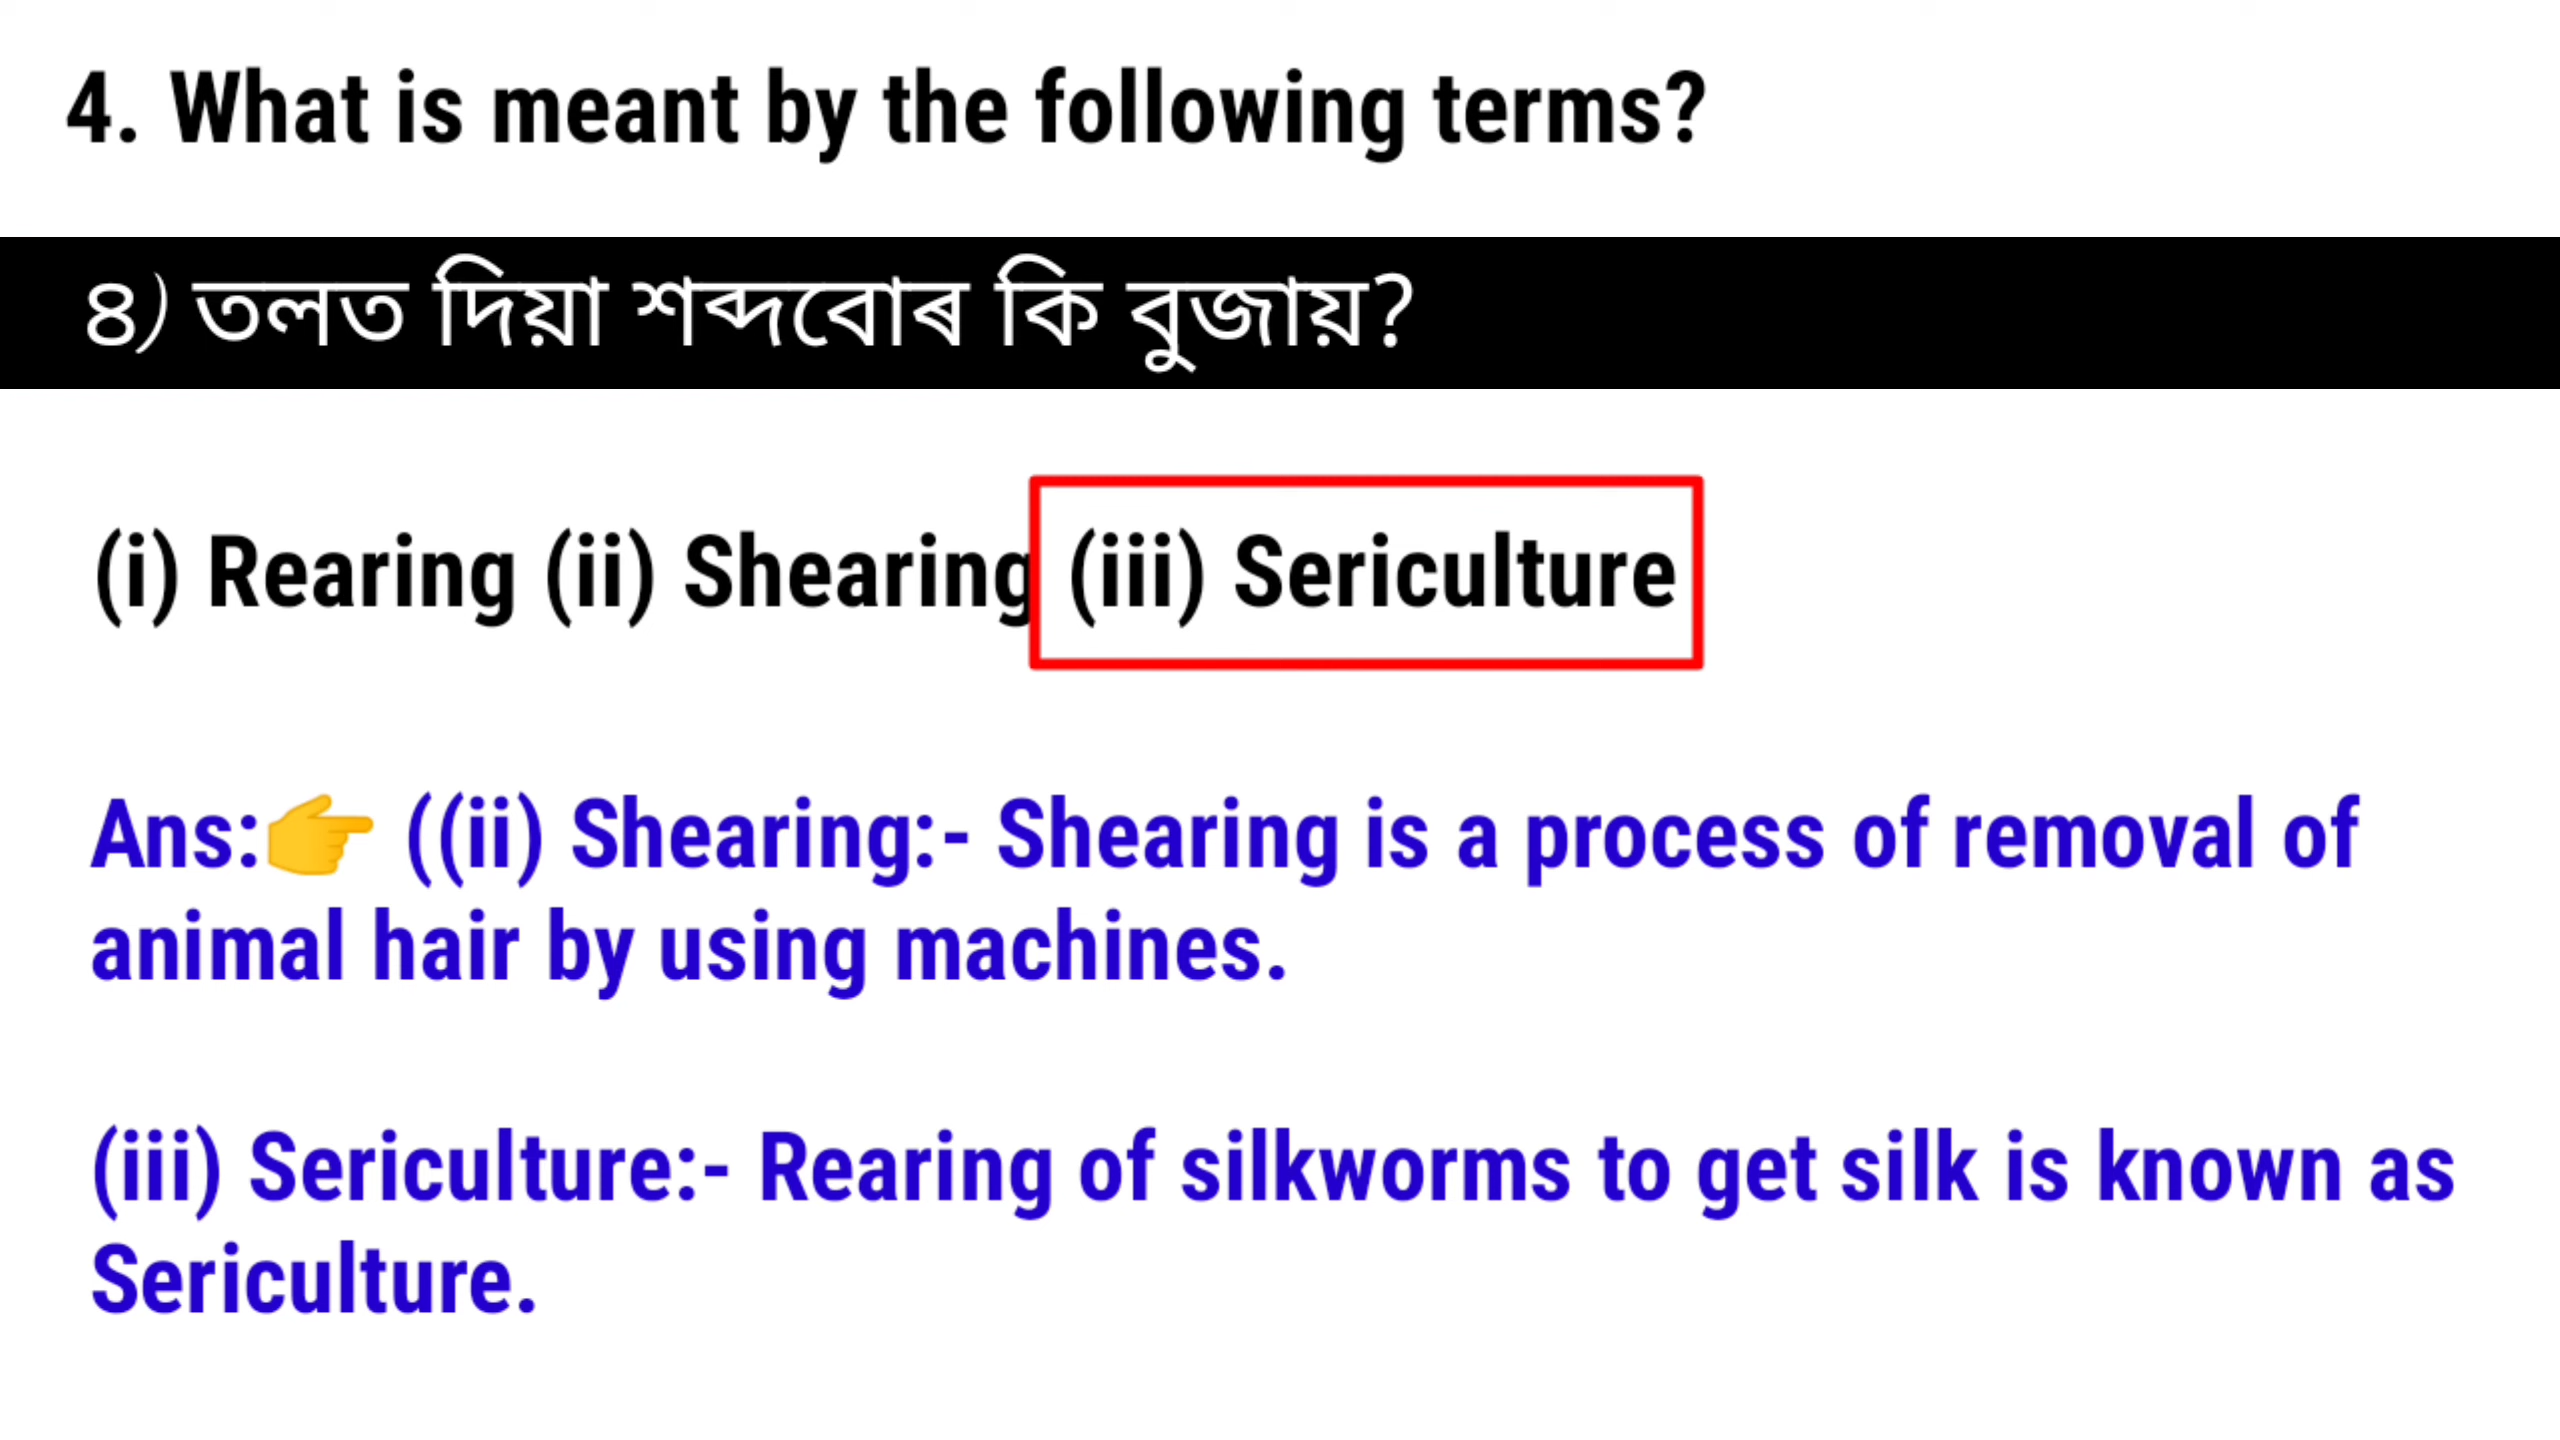 4. What is meant by the following terms?
৪) তলত দিয়া শব্দবোৰ কি বুজায়?
(i) Rearing (ii) Shearing (iii) Sericulture
Ans:👉 ((ii) Shearing:- Shearing is a process of removal of
animal hair by using machines.
(iii) Sericulture:- Rearing of silkworms to get silk is known as
Sericulture.